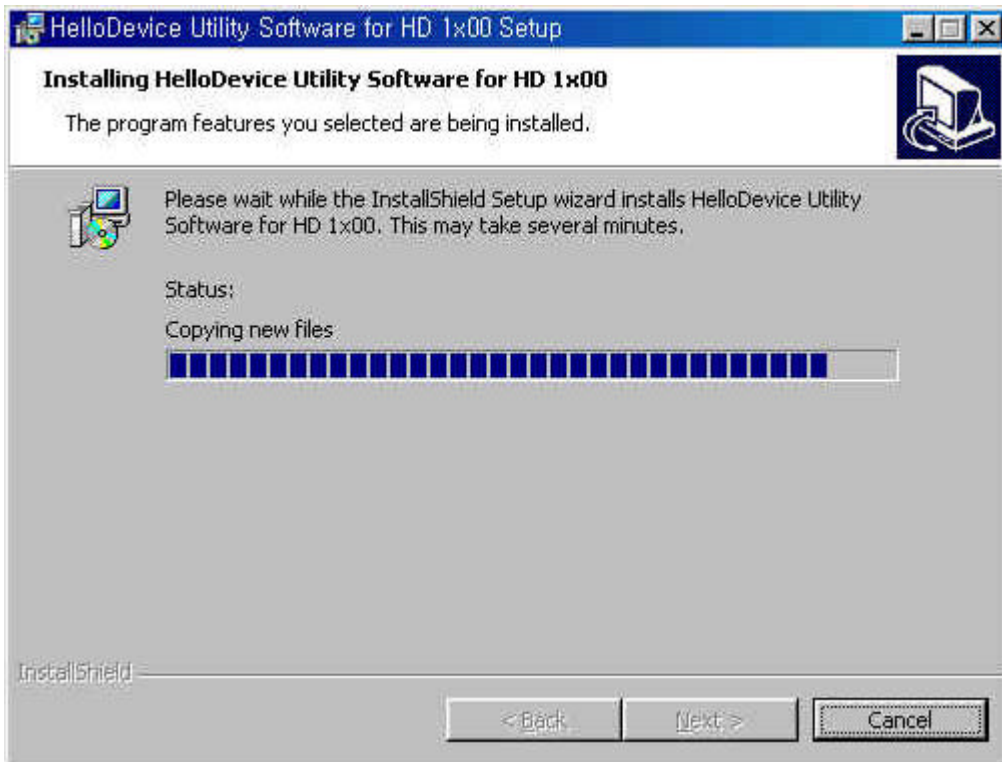 HelloDevice Utility Software for HD 1x00 Setup
Installing HelloDevice Utility Software for HD 1x00
The program features you selected are being installed.
Please wait while the InstallShield Setup wizard installs HelloDevice Utility
Software for HD 1x00. This may take several minutes.
Status:
Copying new files
InstallShield
< Back
Next >
Cancel